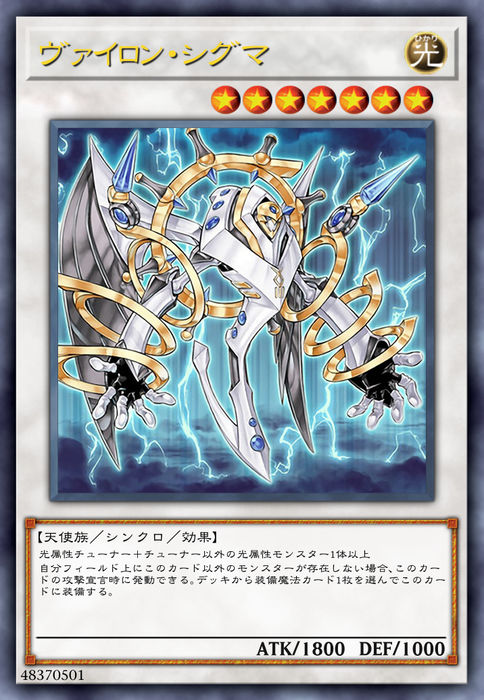 ヴァイロン・シグマ
ひかり
光
【天使族／シンクロ／効果】
光属性チューナー＋チューナー以外の光属性モンスター1体以上
自分フィールド上にこのカード以外のモンスターが存在しない場合、このカー
ドの攻撃宣言時に発動できる。デッキから装備魔法カード1枚を選んでこのカー
ドに装備する。
ATK/1800 DEF/1000
48370501